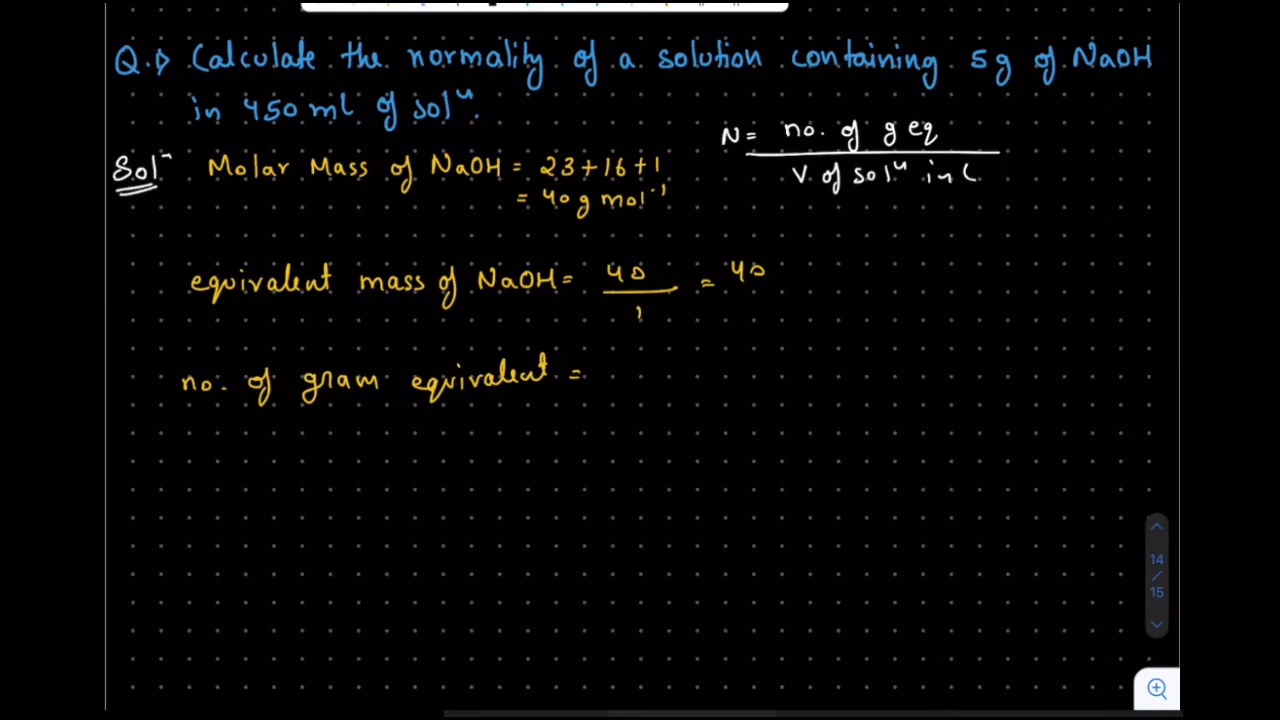 Q.1) Calculate the normality of a solution containing 5g of NaOH
in 450 ml of solⁿ.
N = no. of g eq
V of solⁿ in L
Sol-
Molar Mass of NaOH = 23+16+1
= 40 g mol⁻¹
equivalent mass of NaOH = 40/1 = 40
no. of gram equivalent =
14
/
15